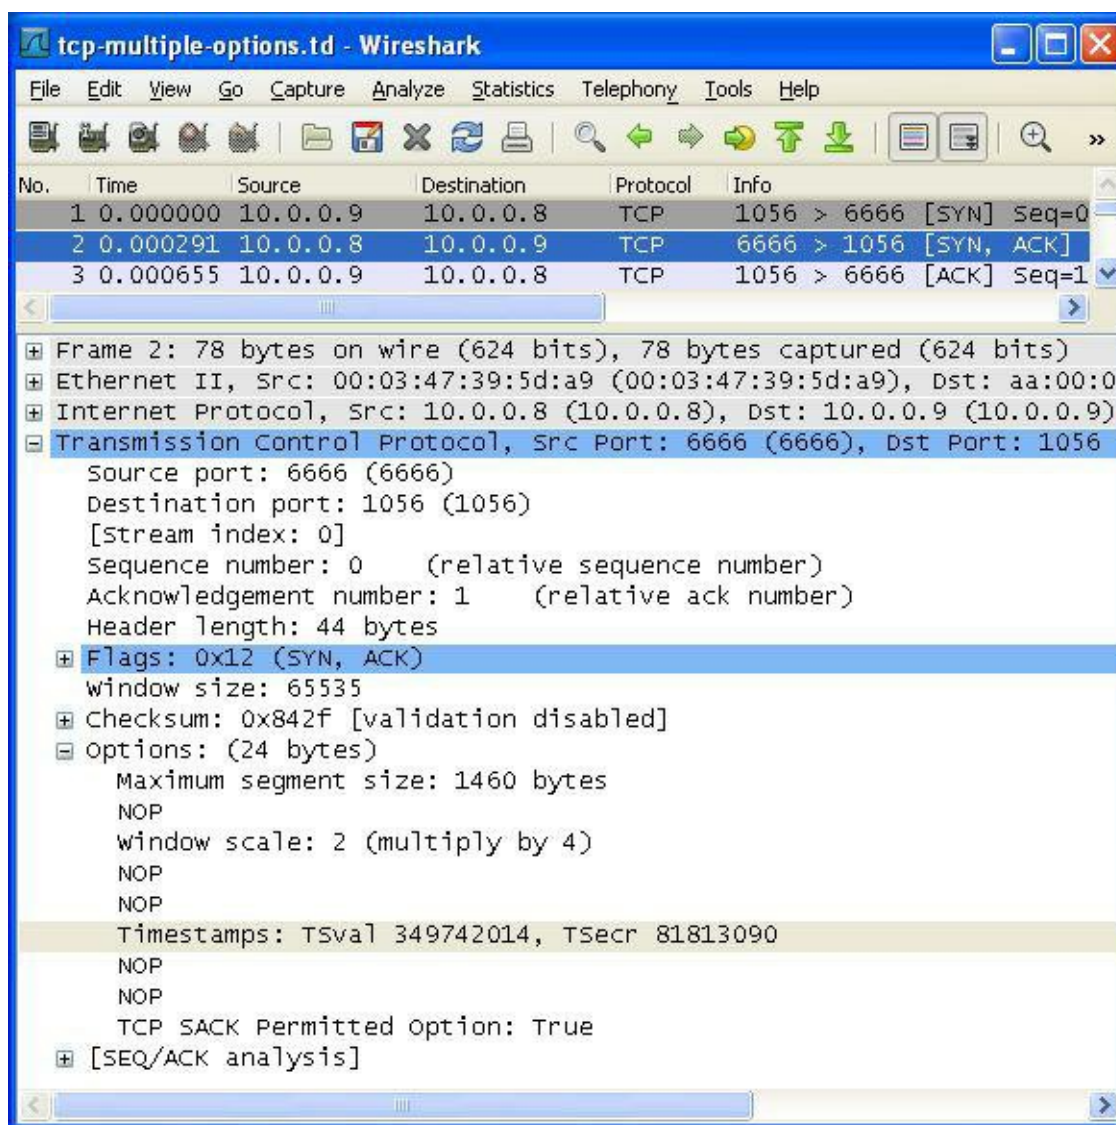 tcp-multiple-options.td - Wireshark
File Edit View Go Capture Analyze Statistics Telephony Tools Help
No. Time Source Destination Protocol Info
1 0.000000 10.0.0.9 10.0.0.8 TCP 1056 > 6666 [SYN] Seq=0
2 0.000291 10.0.0.8 10.0.0.9 TCP 6666 > 1056 [SYN, ACK]
3 0.000655 10.0.0.9 10.0.0.8 TCP 1056 > 6666 [ACK] Seq=1
Frame 2: 78 bytes on wire (624 bits), 78 bytes captured (624 bits)
Ethernet II, Src: 00:03:47:39:5d:a9 (00:03:47:39:5d:a9), Dst: aa:00:0
Internet Protocol, Src: 10.0.0.8 (10.0.0.8), Dst: 10.0.0.9 (10.0.0.9)
Transmission Control Protocol, Src Port: 6666 (6666), Dst Port: 1056
Source port: 6666 (6666)
Destination port: 1056 (1056)
[Stream index: 0]
Sequence number: 0 (relative sequence number)
Acknowledgement number: 1 (relative ack number)
Header length: 44 bytes
Flags: 0x12 (SYN, ACK)
Window size: 65535
Checksum: 0x842f [validation disabled]
Options: (24 bytes)
Maximum segment size: 1460 bytes
NOP
Window scale: 2 (multiply by 4)
NOP
NOP
Timestamps: TSval 349742014, TSecr 81813090
NOP
NOP
TCP SACK Permitted Option: True
[SEQ/ACK analysis]